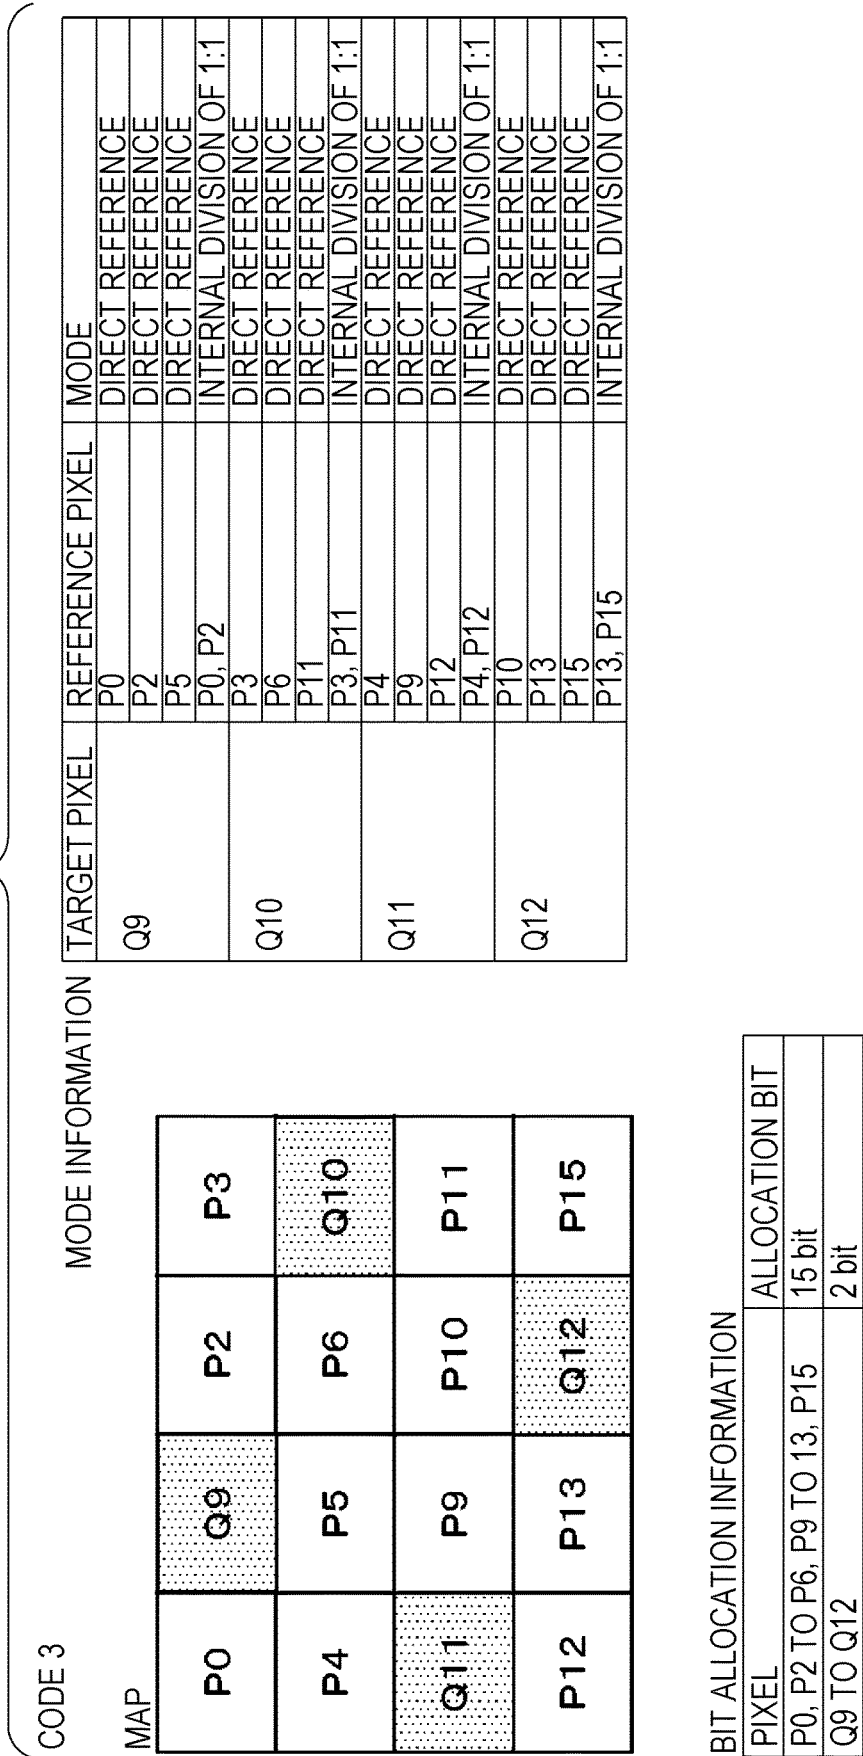 CODE 3
MAP
P0 Q9 P2 P3
P4 P5 P6 Q10
Q11 P9 P10 P11
P12 P13 Q12 P15
MODE INFORMATION
TARGET PIXEL REFERENCE PIXEL MODE
Q9 P0 DIRECT REFERENCE
P2 DIRECT REFERENCE
P5 DIRECT REFERENCE
P0, P2 INTERNAL DIVISION OF 1:1
Q10 P3 DIRECT REFERENCE
P6 DIRECT REFERENCE
P11 DIRECT REFERENCE
P3, P11 INTERNAL DIVISION OF 1:1
Q11 P4 DIRECT REFERENCE
P9 DIRECT REFERENCE
P12 DIRECT REFERENCE
P4, P12 INTERNAL DIVISION OF 1:1
Q12 P10 DIRECT REFERENCE
P13 DIRECT REFERENCE
P15 DIRECT REFERENCE
P13, P15 INTERNAL DIVISION OF 1:1
BIT ALLOCATION INFORMATION
PIXEL ALLOCATION BIT
P0, P2 TO P6, P9 TO 13, P15 15 bit
Q9 TO Q12 2 bit